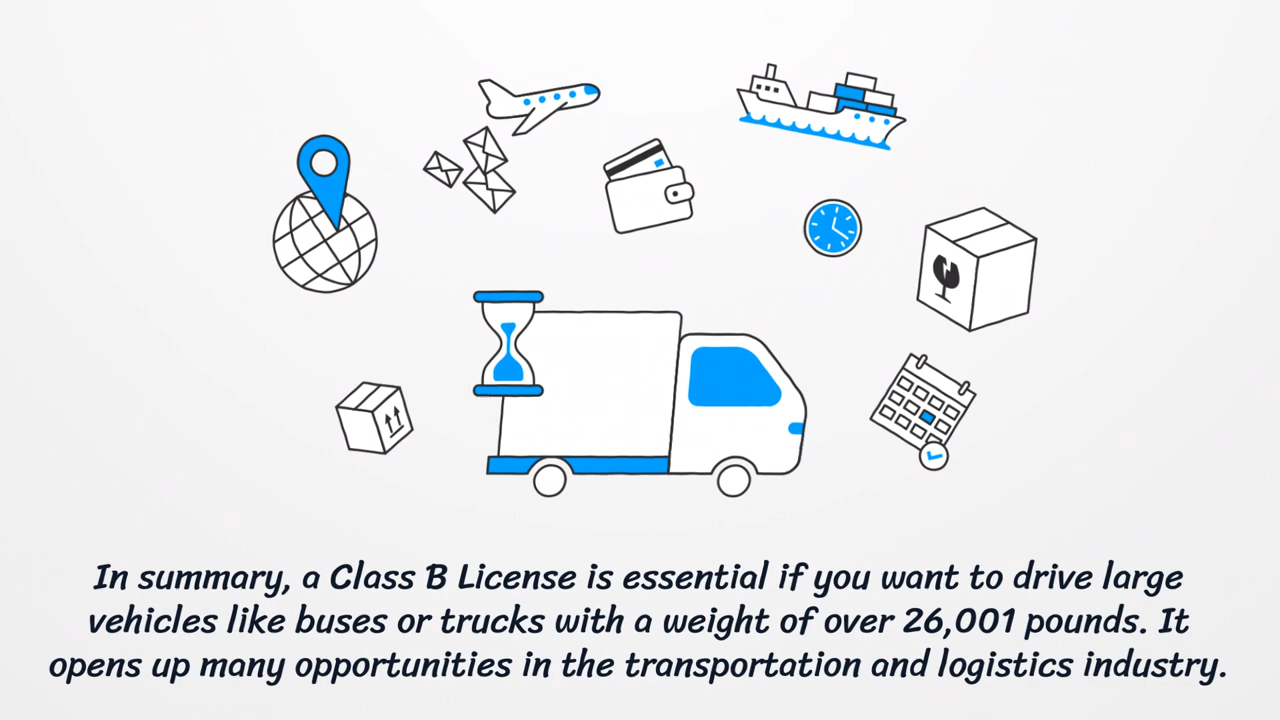 In summary, a Class B License is essential if you want to drive large
vehicles like buses or trucks with a weight of over 26,001 pounds. It
opens up many opportunities in the transportation and logistics industry.